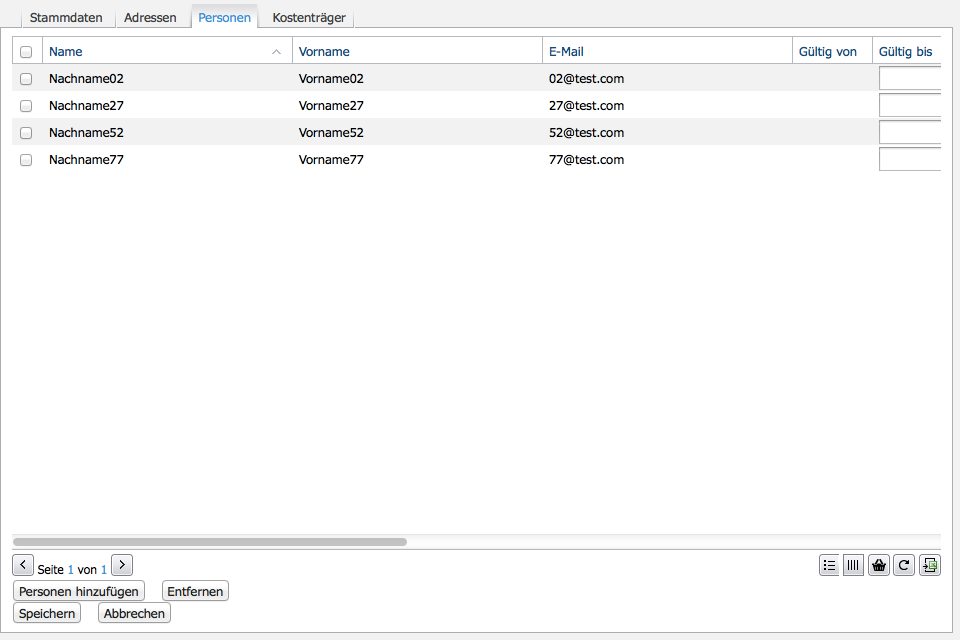 Stammdaten Adressen Personen Kostenträger
Name Vorname E-Mail Gültig von Gültig bis
Nachname02 Vorname02 02@test.com
Nachname27 Vorname27 27@test.com
Nachname52 Vorname52 52@test.com
Nachname77 Vorname77 77@test.com
Seite 1 von 1
Personen hinzufügen Entfernen
Speichern Abbrechen